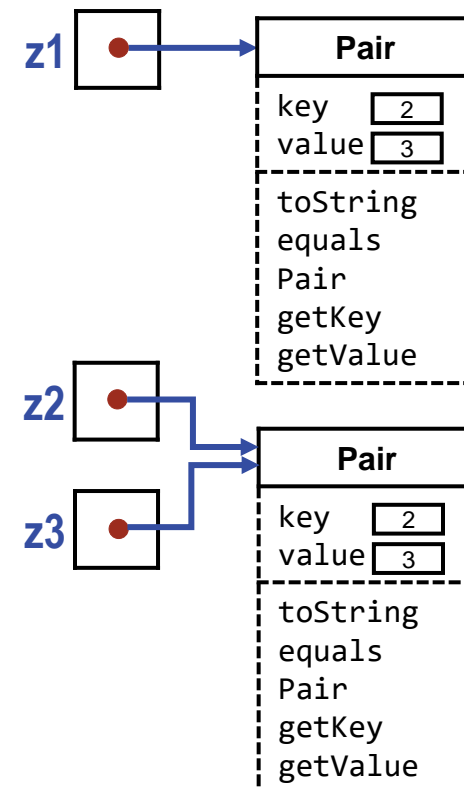 z1
Pair
key 2
value 3
toString
equals
Pair
getKey
getValue
z2
z3
Pair
key 2
value 3
toString
equals
Pair
getKey
getValue